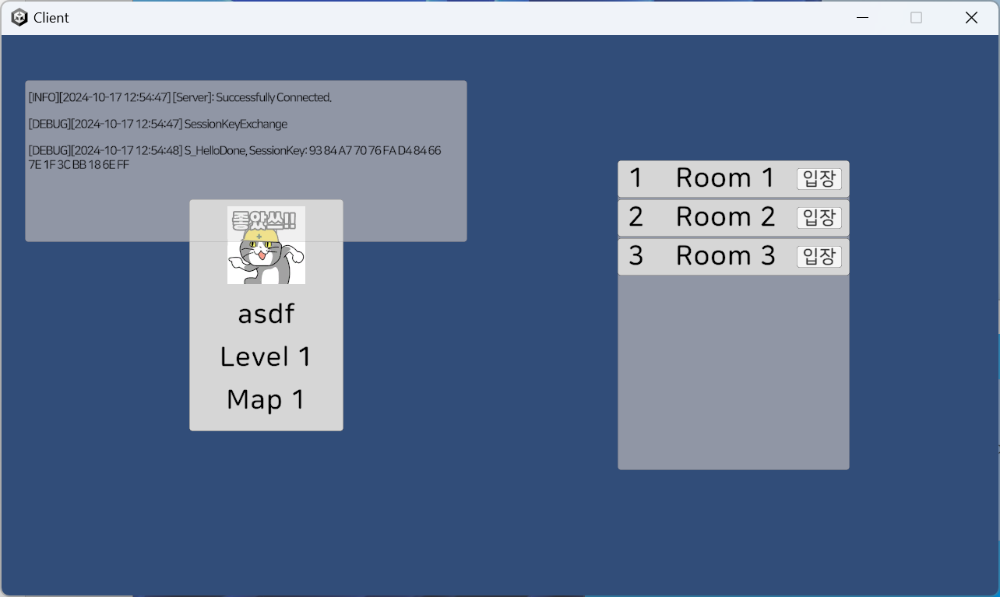 Client
[INFO][2024-10-17 12:54:47] [Server]: Successfully Connected.
[DEBUG][2024-10-17 12:54:47] SessionKeyExchange
[DEBUG][2024-10-17 12:54:48] S_HelloDone, SessionKey: 93 84 A7 70 76 FA D4 84 66
7E 1F 3C BB 18 6E FF
좋았쓰!!
asdf
Level 1
Map 1
1 Room 1 입장
2 Room 2 입장
3 Room 3 입장